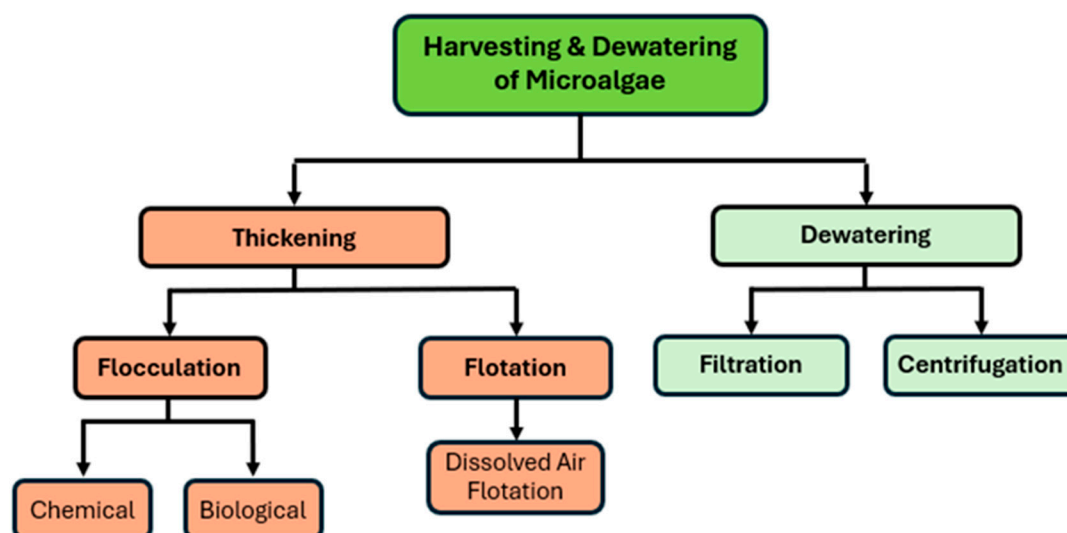 Harvesting & Dewatering
of Microalgae
Thickening
Dewatering
Flocculation
Flotation
Filtration
Centrifugation
Dissolved Air
Flotation
Chemical
Biological